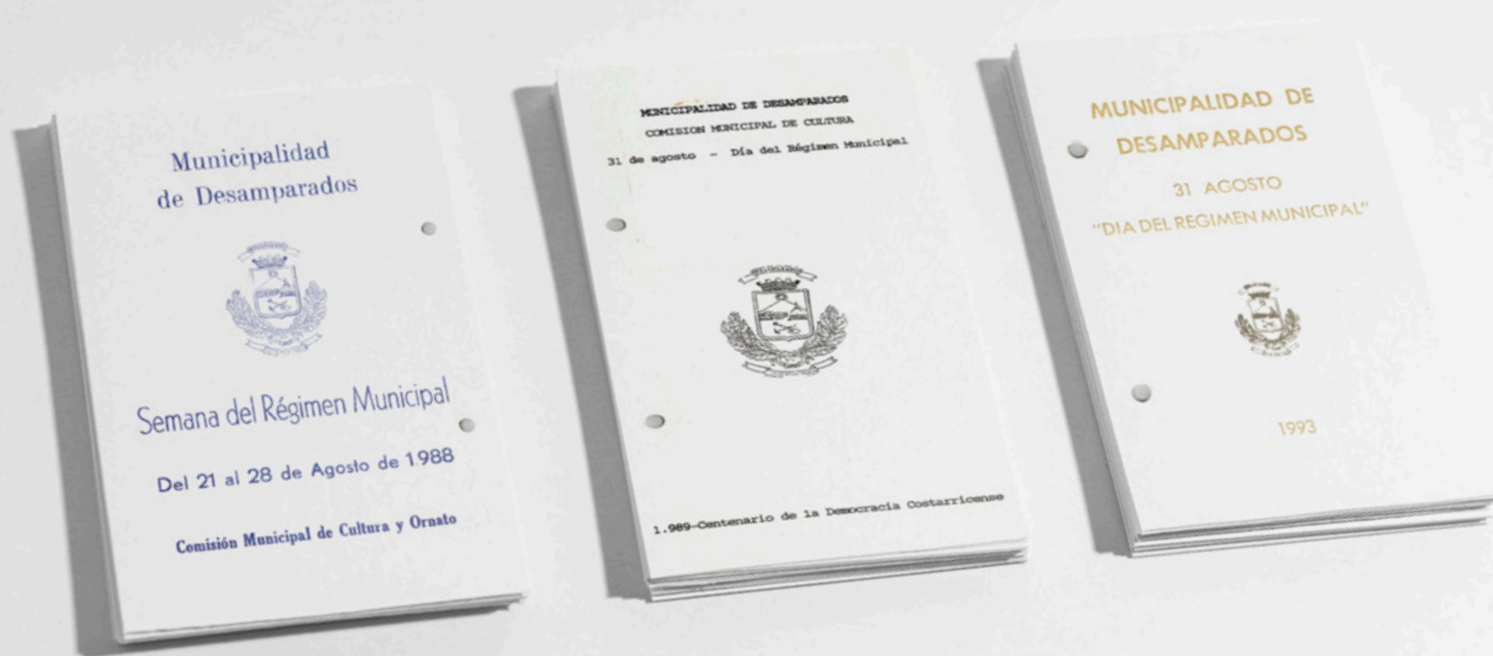 Municipalidad
de Desamparados
Semana del Régimen Municipal
Del 21 al 28 de Agosto de 1988
Comisión Municipal de Cultura y Ornato
MUNICIPALIDAD DE DESAMPARADOS
COMISION MUNICIPAL DE CULTURA
31 de agosto - Día del Régimen Municipal
1.989-Centenario de la Democracia Costarricense
MUNICIPALIDAD DE
DESAMPARADOS
31 AGOSTO
"DIA DEL REGIMEN MUNICIPAL"
1993